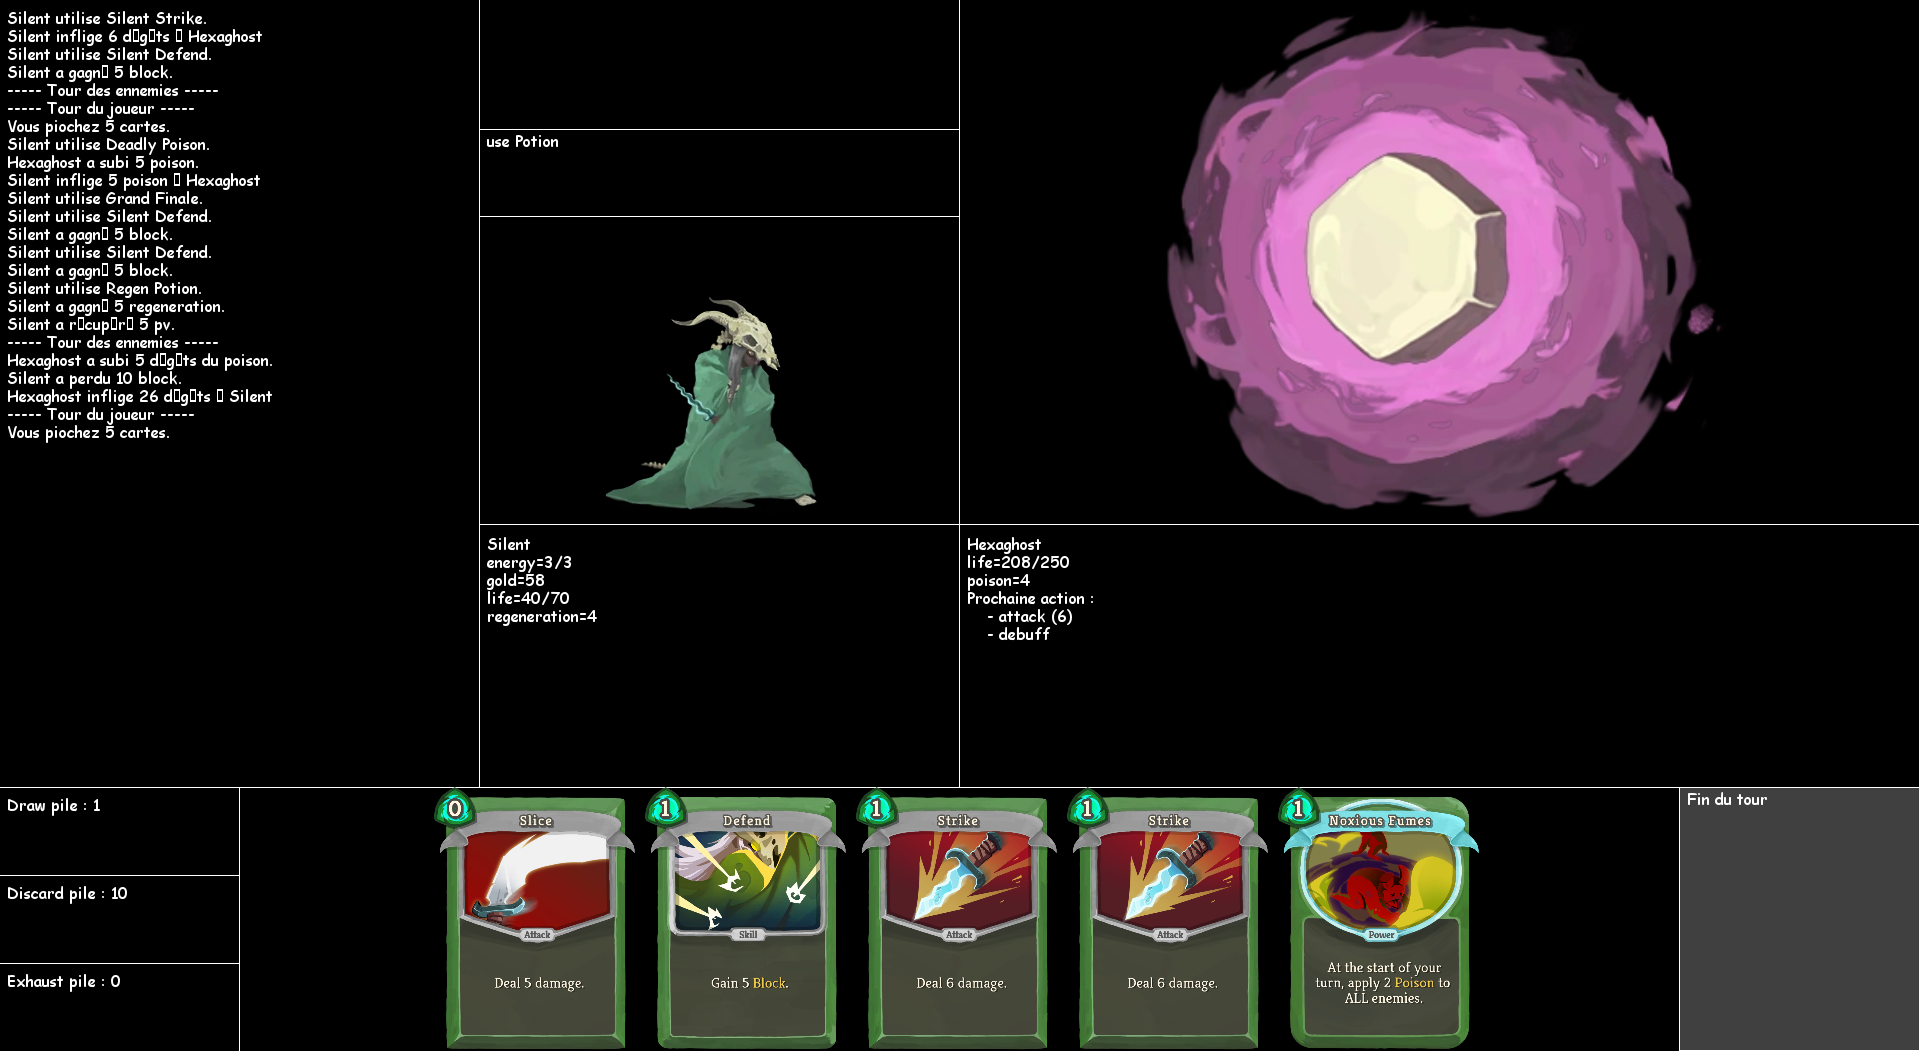 Silent utilise Silent Strike.
Silent inflige 6 d▯g▯ts ▯ Hexaghost
Silent utilise Silent Defend.
Silent a gagn▯ 5 block.
----- Tour des ennemies -----
----- Tour du joueur -----
Vous piochez 5 cartes.
Silent utilise Deadly Poison.
Hexaghost a subi 5 poison.
Silent inflige 5 poison ▯ Hexaghost
Silent utilise Grand Finale.
Silent utilise Silent Defend.
Silent a gagn▯ 5 block.
Silent utilise Silent Defend.
Silent a gagn▯ 5 block.
Silent utilise Regen Potion.
Silent a gagn▯ 5 regeneration.
Silent a r▯cup▯r▯ 5 pv.
----- Tour des ennemies -----
Hexaghost a subi 5 d▯g▯ts du poison.
Silent a perdu 10 block.
Hexaghost inflige 26 d▯g▯ts ▯ Silent
----- Tour du joueur -----
Vous piochez 5 cartes.
use Potion
Silent
energy=3/3
gold=58
life=40/70
regeneration=4
Hexaghost
life=208/250
poison=4
Prochaine action :
- attack (6)
- debuff
Draw pile : 1
Discard pile : 10
Exhaust pile : 0
0
Slice
Attack
Deal 5 damage.
1
Defend
Skill
Gain 5 Block.
1
Strike
Attack
Deal 6 damage.
1
Strike
Attack
Deal 6 damage.
1
Noxious Fumes
Power
At the start of your
turn, apply 2 Poison to
ALL enemies.
Fin du tour